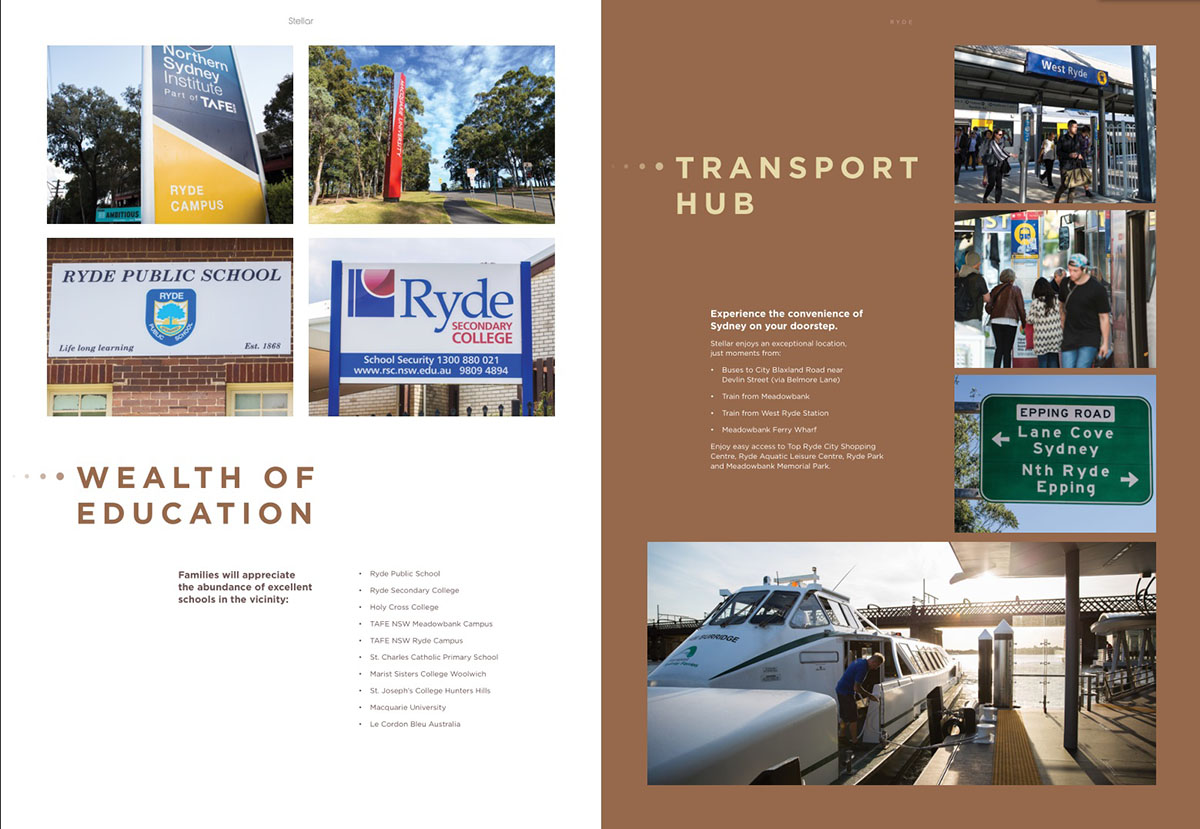 Stellar
Northern
Sydney
Institute
Part of TAFE
RYDE
CAMPUS
AMBITIOUS
MACQUARIE UNIVERSITY
RYDE PUBLIC SCHOOL
RYDE
PUBLIC SCHOOL
Life long learning
Est. 1868
Ryde
SECONDARY
COLLEGE
School Security 1300 880 021
www.rsc.nsw.edu.au 9809 4894
WEALTH OF
EDUCATION
Families will appreciate
the abundance of excellent
schools in the vicinity:
• Ryde Public School
• Ryde Secondary College
• Holy Cross College
• TAFE NSW Meadowbank Campus
• TAFE NSW Ryde Campus
• St. Charles Catholic Primary School
• Marist Sisters College Woolwich
• St. Joseph's College Hunters Hills
• Macquarie University
• Le Cordon Bleu Australia
RYDE
TRANSPORT
HUB
Experience the convenience of
Sydney on your doorstep.
Stellar enjoys an exceptional location,
just moments from:
• Buses to City Blaxland Road near
Devlin Street (via Belmore Lane)
• Train from Meadowbank
• Train from West Ryde Station
• Meadowbank Ferry Wharf
Enjoy easy access to Top Ryde City Shopping
Centre, Ryde Aquatic Leisure Centre, Ryde Park
and Meadowbank Memorial Park.
West Ryde
EPPING ROAD
Lane Cove
Sydney
Nth Ryde
Epping
BURRIDGE